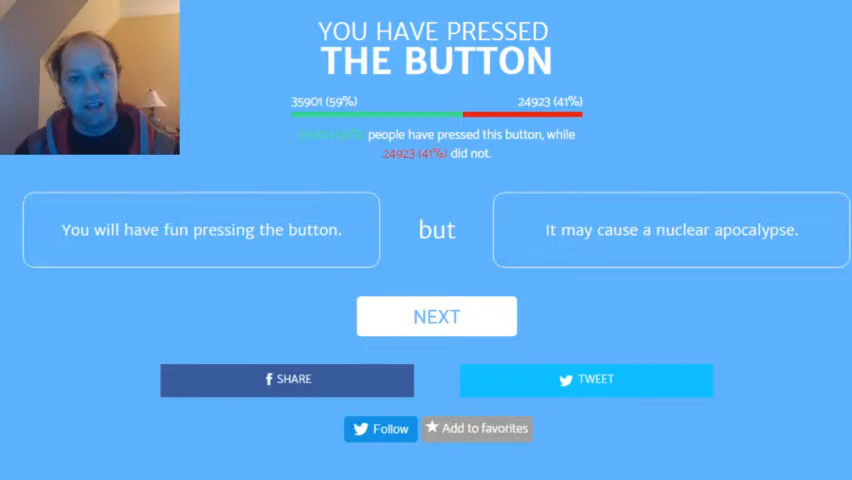 YOU HAVE PRESSED
THE BUTTON
35901 (59%) 24923 (41%)
people have pressed this button, while
24923 (41%) did not.
You will have fun pressing the button. but It may cause a nuclear apocalypse.
NEXT
SHARE TWEET
Follow Add to favorites